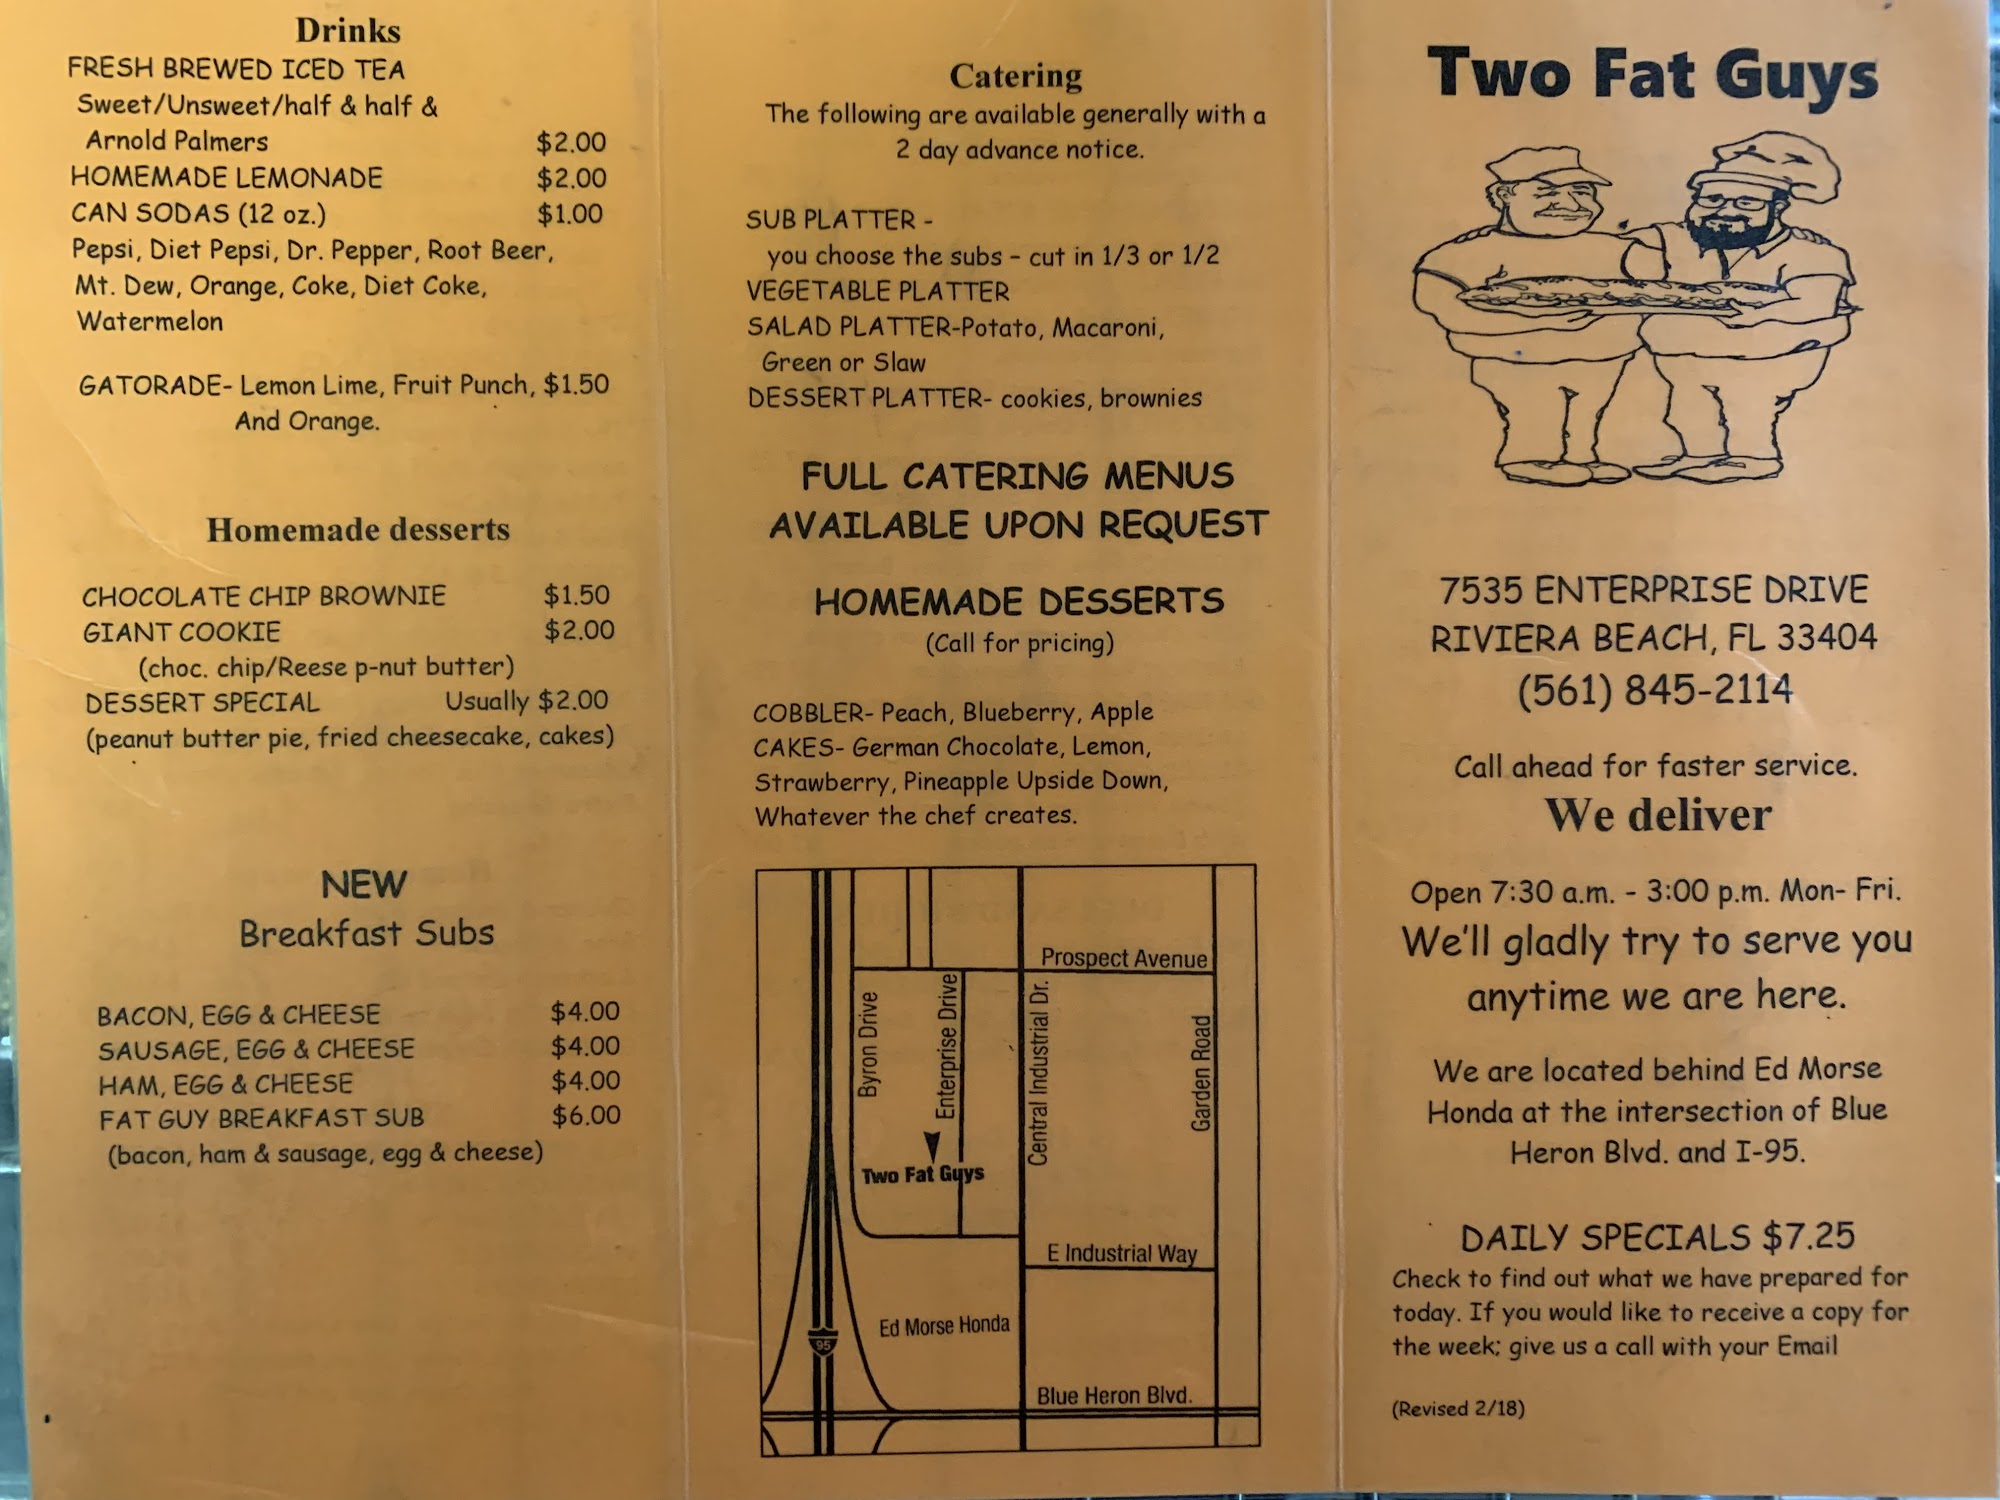 Drinks
FRESH BREWED ICED TEA
Sweet/Unsweet/half & half &
Arnold Palmers $2.00
HOMEMADE LEMONADE $2.00
CAN SODAS (12 oz.) $1.00
Pepsi, Diet Pepsi, Dr. Pepper, Root Beer,
Mt. Dew, Orange, Coke, Diet Coke,
Watermelon
GATORADE- Lemon Lime, Fruit Punch, $1.50
And Orange.
Homemade desserts
CHOCOLATE CHIP BROWNIE $1.50
GIANT COOKIE $2.00
(choc. chip/Reese p-nut butter)
DESSERT SPECIAL Usually $2.00
(peanut butter pie, fried cheesecake, cakes)
NEW
Breakfast Subs
BACON, EGG & CHEESE $4.00
SAUSAGE, EGG & CHEESE $4.00
HAM, EGG & CHEESE $4.00
FAT GUY BREAKFAST SUB $6.00
(bacon, ham & sausage, egg & cheese)
Catering
The following are available generally with a
2 day advance notice.
SUB PLATTER -
you choose the subs - cut in 1/3 or 1/2
VEGETABLE PLATTER
SALAD PLATTER-Potato, Macaroni,
Green or Slaw
DESSERT PLATTER- cookies, brownies
FULL CATERING MENUS
AVAILABLE UPON REQUEST
HOMEMADE DESSERTS
(Call for pricing)
COBBLER- Peach, Blueberry, Apple
CAKES- German Chocolate, Lemon,
Strawberry, Pineapple Upside Down,
Whatever the chef creates.
Prospect Avenue
Byron Drive
Enterprise Drive
Central Industrial Dr.
Garden Road
Two Fat Guys
E Industrial Way
Ed Morse Honda
95
Blue Heron Blvd.
Two Fat Guys
7535 ENTERPRISE DRIVE
RIVIERA BEACH, FL 33404
(561) 845-2114
Call ahead for faster service.
We deliver
Open 7:30 a.m. - 3:00 p.m. Mon- Fri.
We'll gladly try to serve you
anytime we are here.
We are located behind Ed Morse
Honda at the intersection of Blue
Heron Blvd. and I-95.
DAILY SPECIALS $7.25
Check to find out what we have prepared for
today. If you would like to receive a copy for
the week; give us a call with your Email
(Revised 2/18)